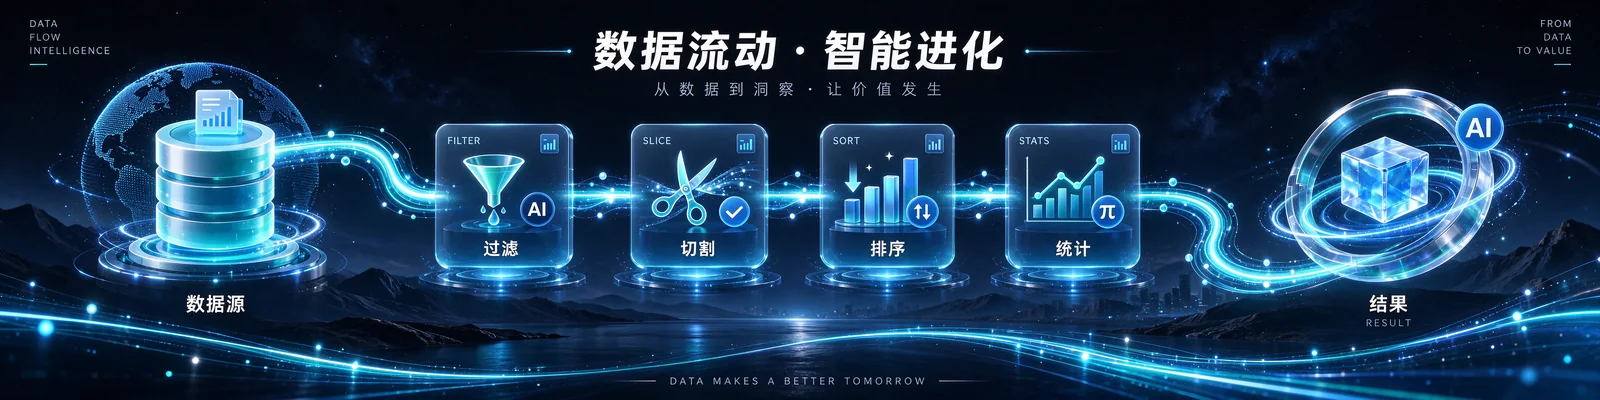 DATA
FLOW
INTELLIGENCE
数据流动·智能进化
从数据到洞察·让价值发生
FROM
DATA
TO VALUE
数据源
FILTER
AI
过滤
SLICE
切割
SORT
排序
STATS
π
统计
AI
结果
RESULT
DATA MAKES A BETTER TOMORROW